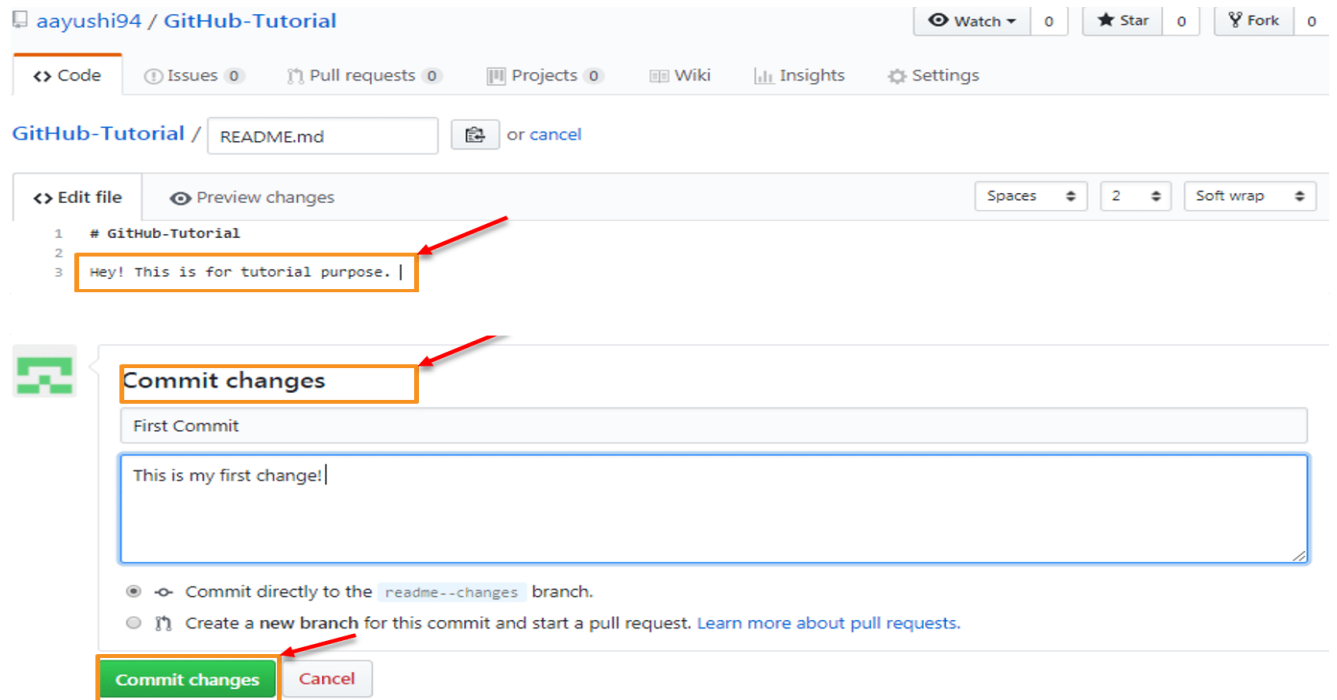 aayushi94 / GitHub-Tutorial Watch 0 Star 0 Fork 0
Code Issues 0 Pull requests 0 Projects 0 Wiki Insights Settings
GitHub-Tutorial / README.md or cancel
<> Edit file Preview changes Spaces 2 Soft wrap
1 # GitHub-Tutorial
2
3 Hey! This is for tutorial purpose.
Commit changes
First Commit
This is my first change!
Commit directly to the readme--changes branch.
Create a new branch for this commit and start a pull request. Learn more about pull requests.
Commit changes Cancel